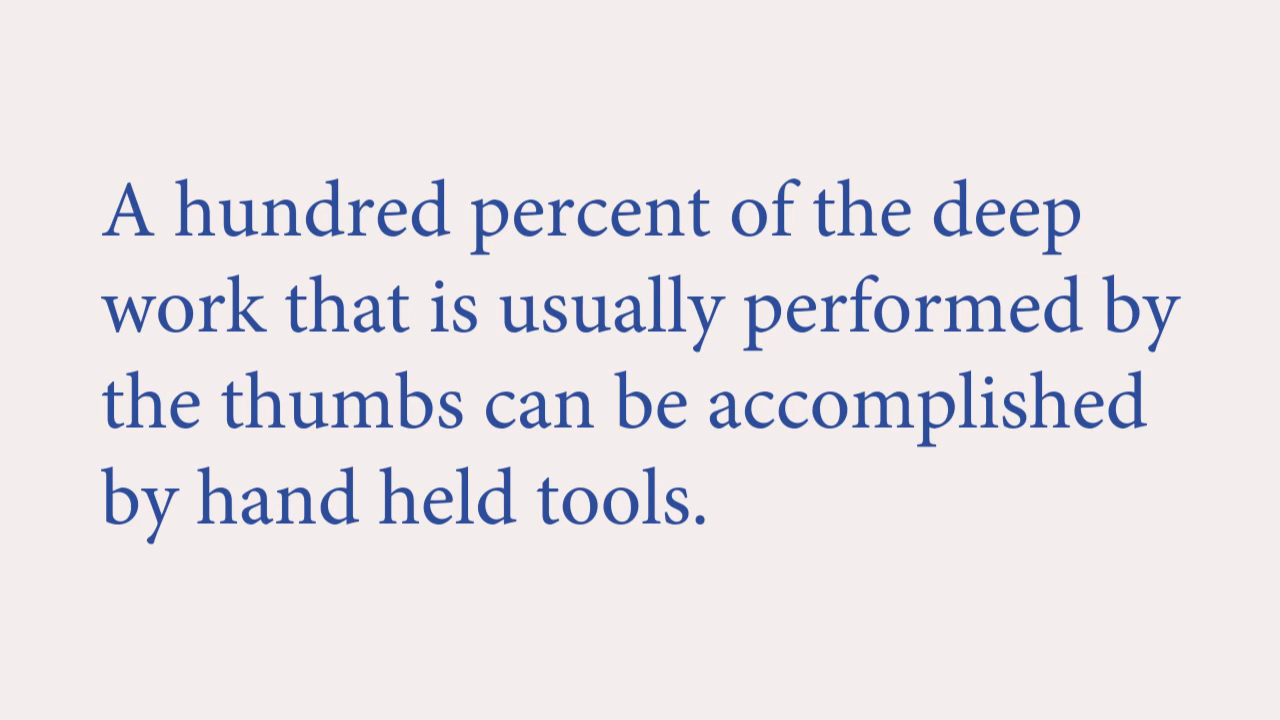 A hundred percent of the deep
work that is usually performed by
the thumbs can be accomplished
by hand held tools.